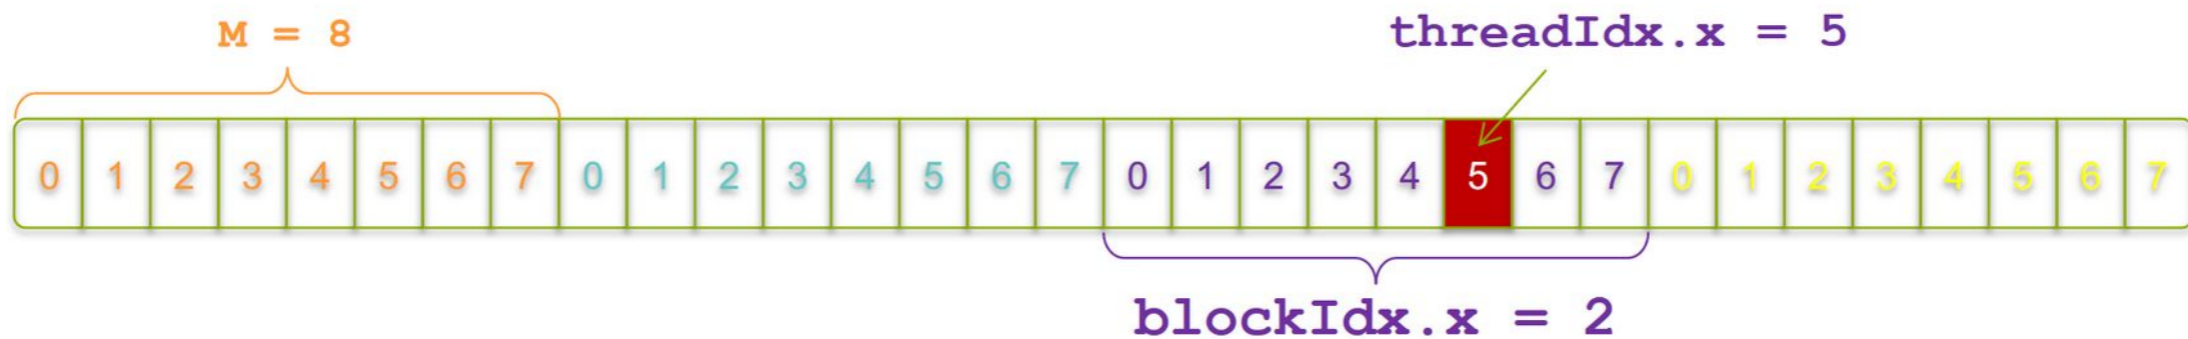 M = 8
threadIdx.x = 5
0 1 2 3 4 5 6 7 0 1 2 3 4 5 6 7 0 1 2 3 4 5 6 7 0 1 2 3 4 5 6 7
blockIdx.x = 2